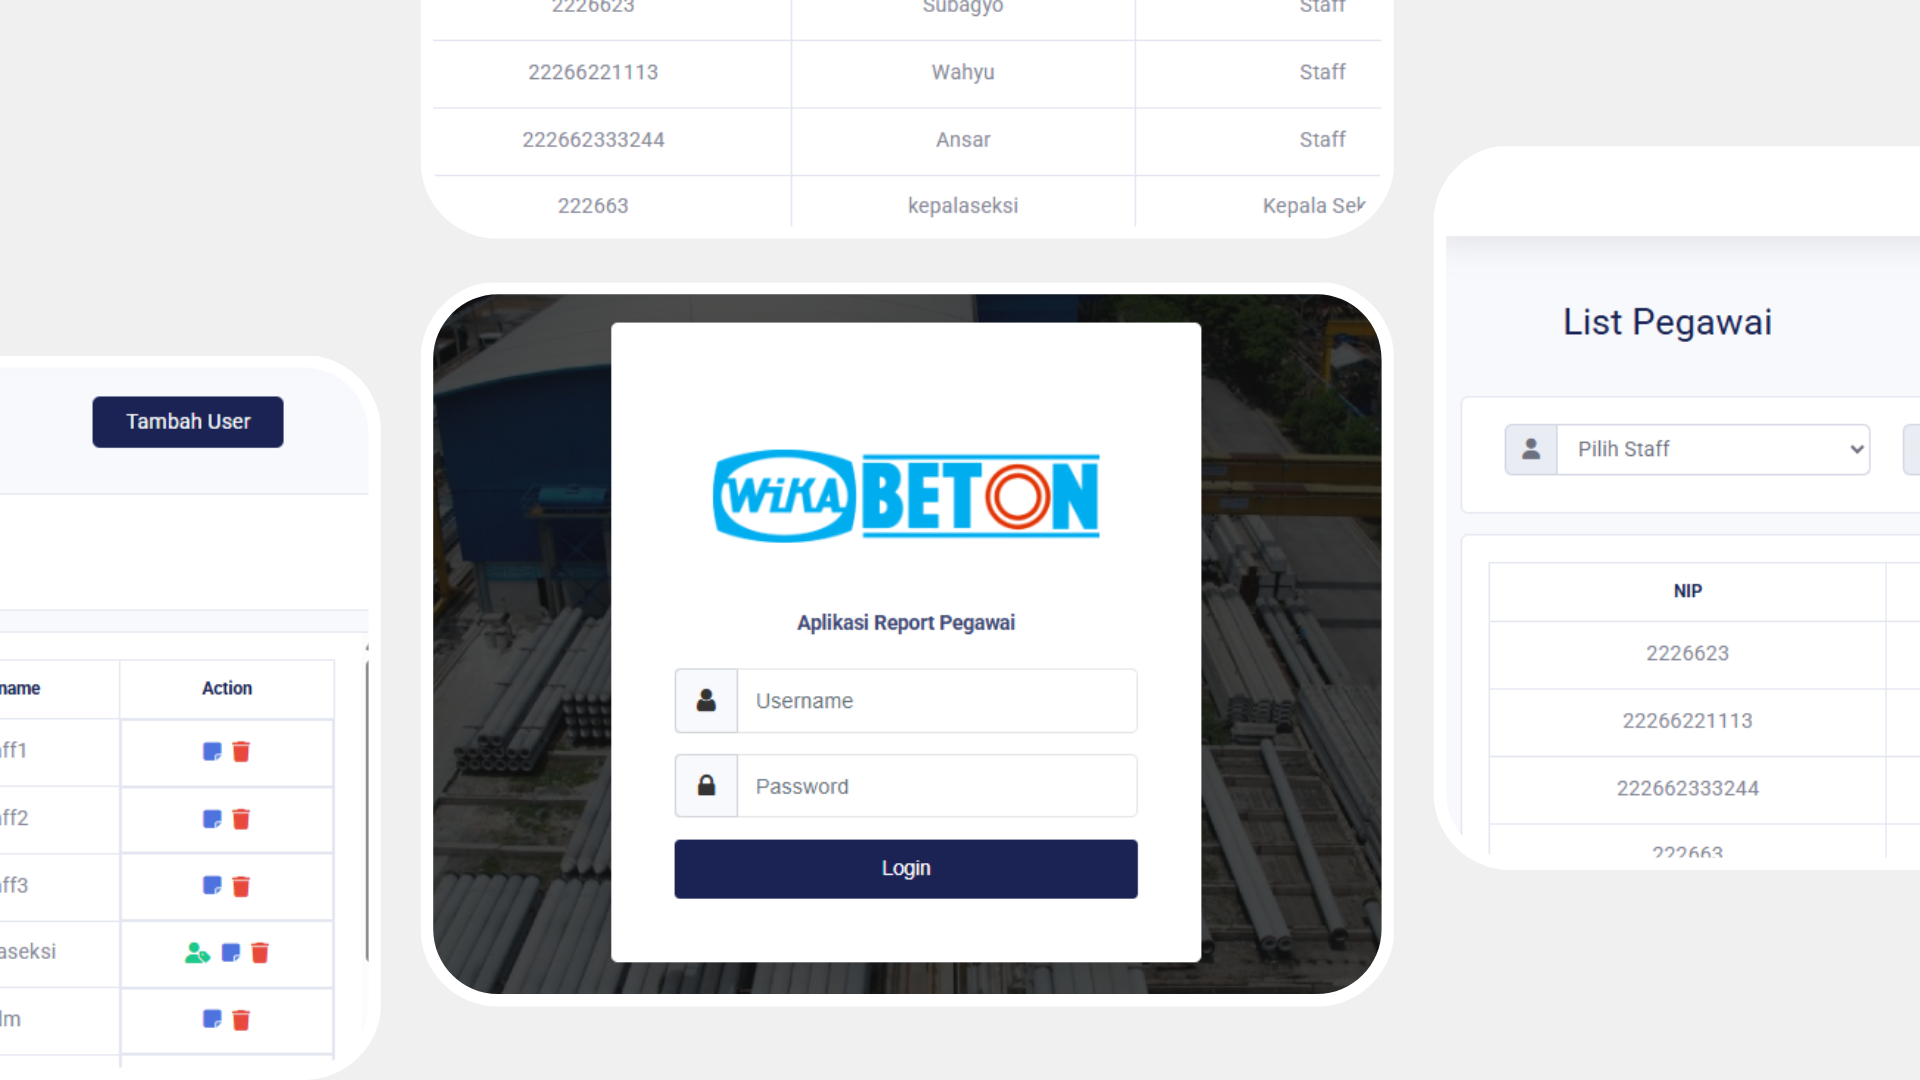 2226623 Subagyo Staff
22266221113 Wahyu Staff
222662333244 Ansar Staff
222663 kepalaseksi Kepala Sek
Tambah User
name Action
ff1
ff2
ff3
aseksi
lm
WiKA BETON
Aplikasi Report Pegawai
Username
Password
Login
List Pegawai
Pilih Staff
NIP
2226623
22266221113
222662333244
222663